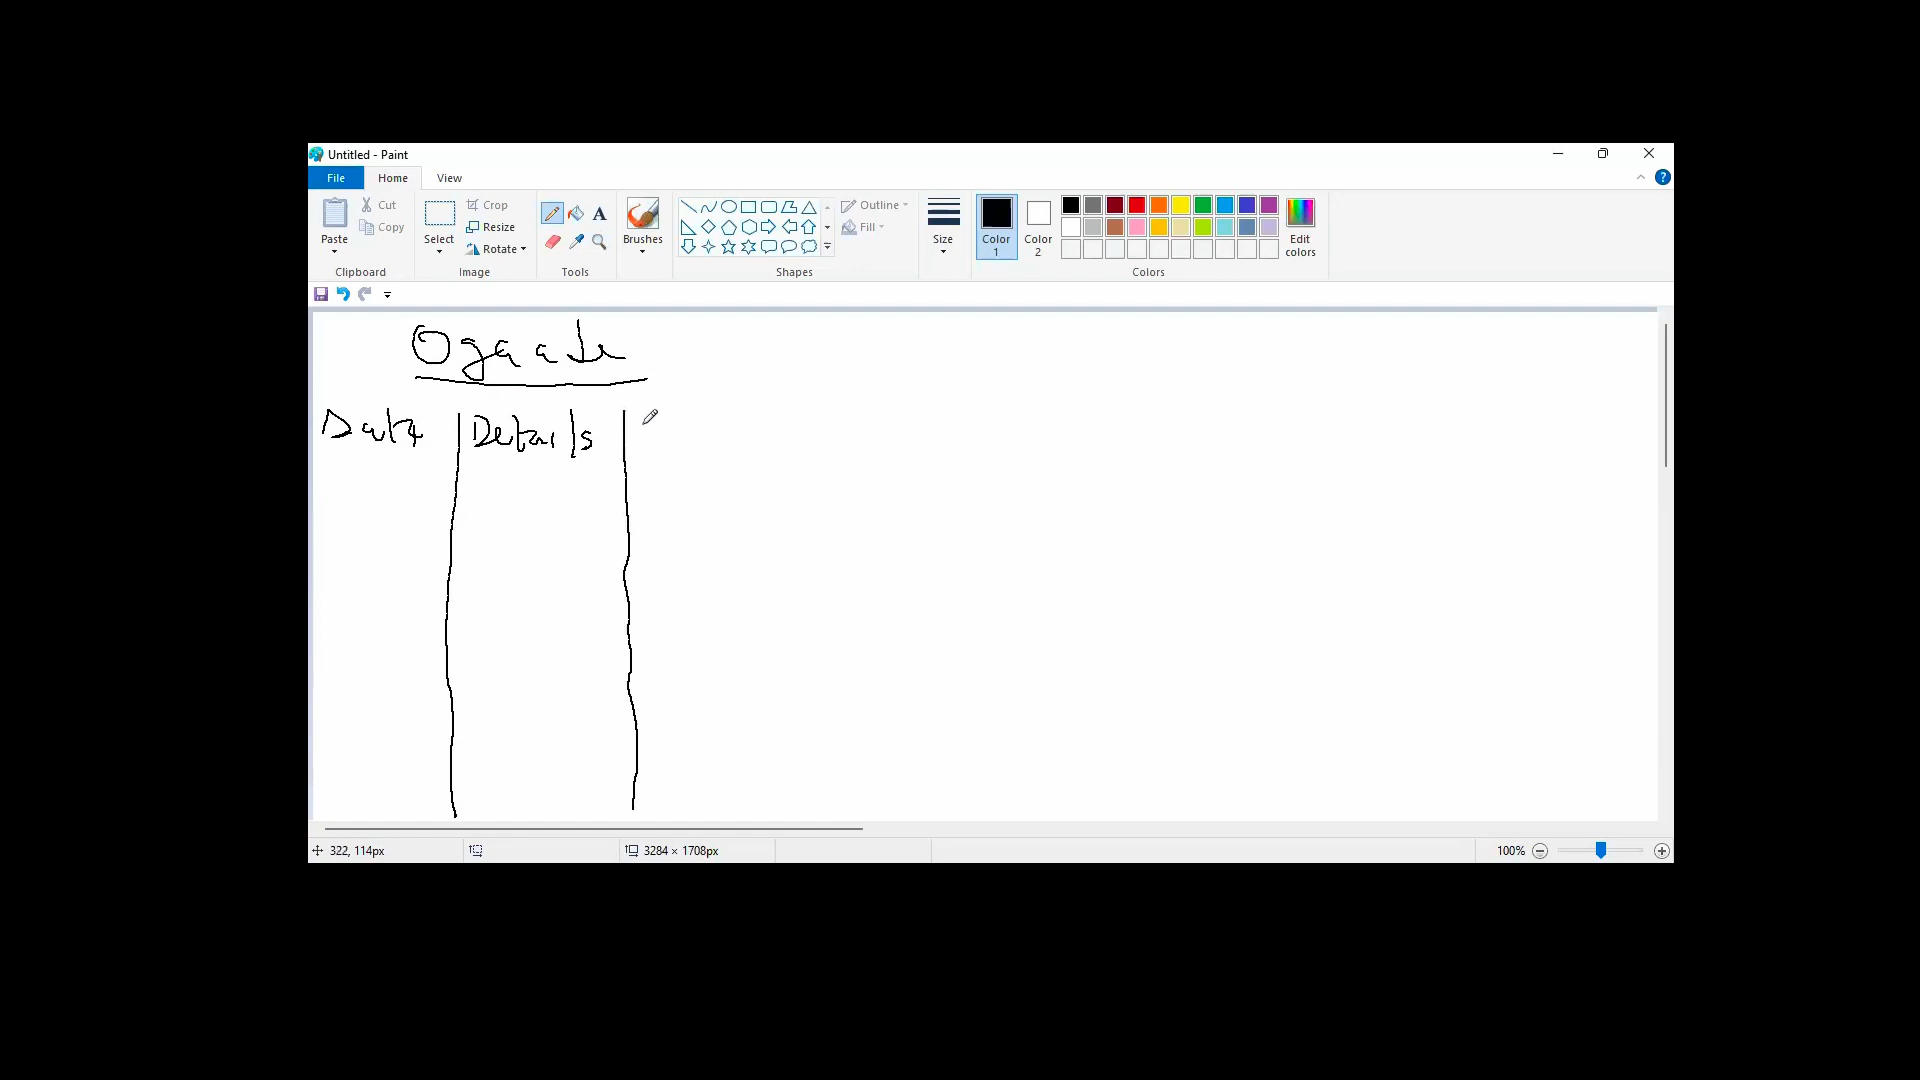 Untitled - Paint
File Home View
Paste Cut Copy Select Crop Resize Rotate Brushes Outline Fill Size Color 1 Color 2 Edit colors
Clipboard Image Tools Shapes Colors
Date Details
322, 114px 3284 × 1708px 100%